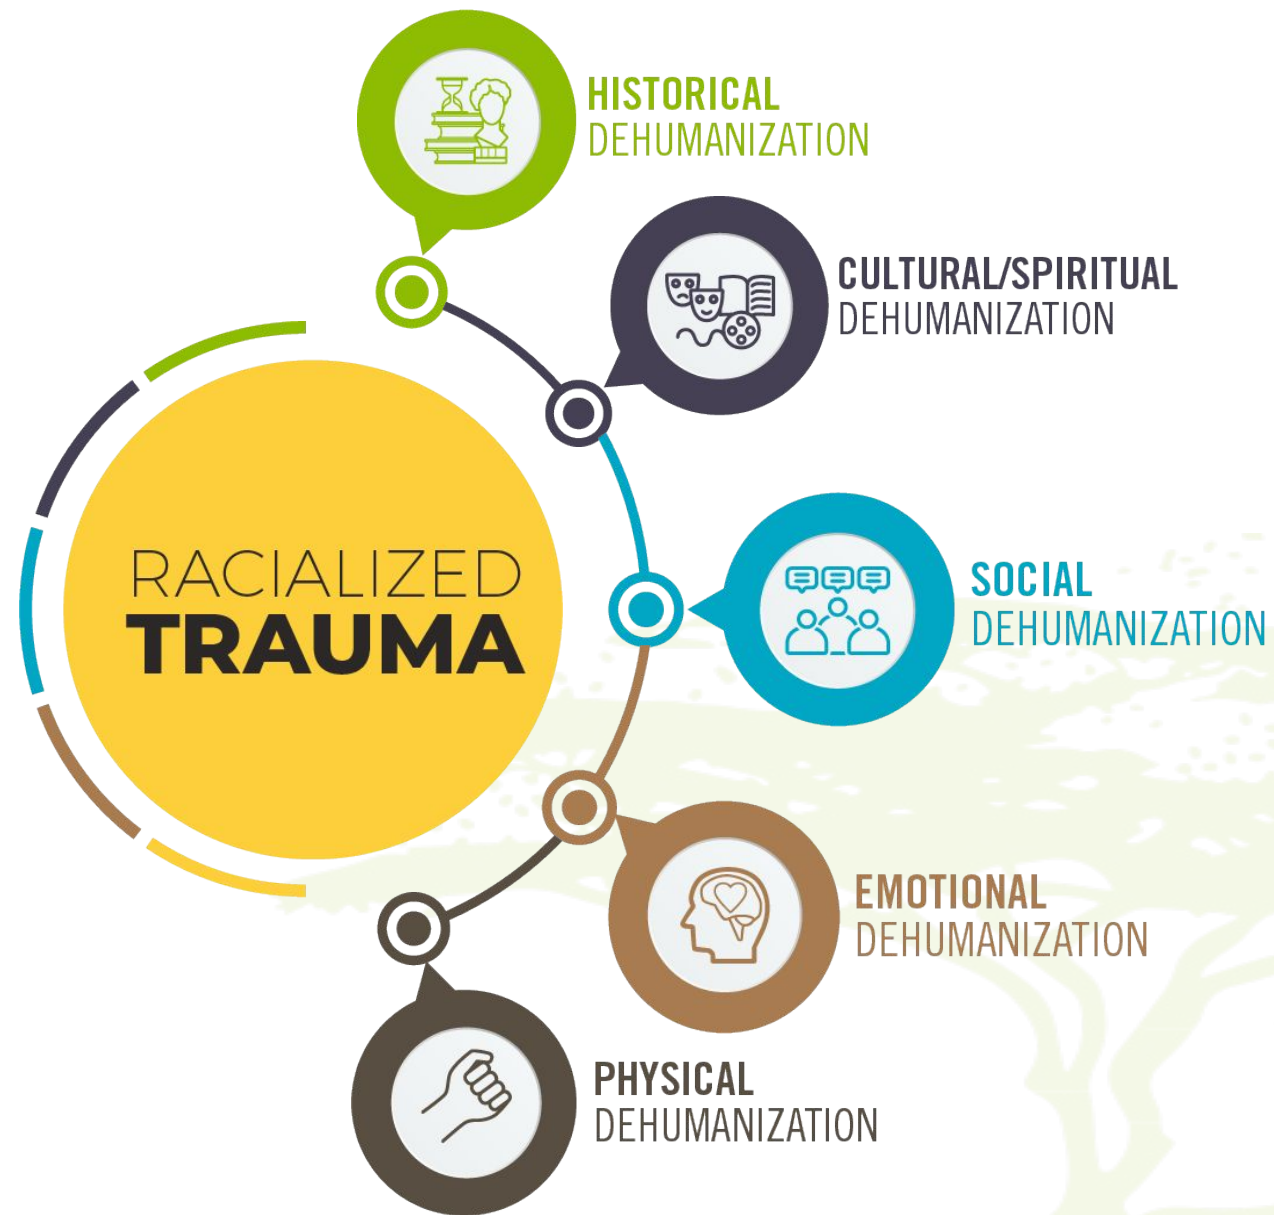 HISTORICAL
DEHUMANIZATION
CULTURAL/SPIRITUAL
DEHUMANIZATION
RACIALIZED
TRAUMA
SOCIAL
DEHUMANIZATION
EMOTIONAL
DEHUMANIZATION
PHYSICAL
DEHUMANIZATION